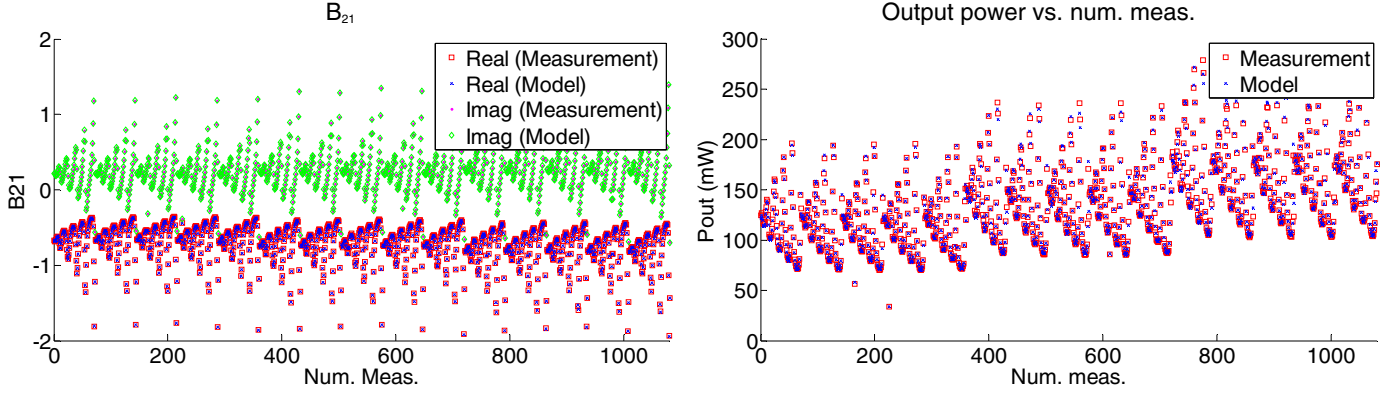 B21
2
1
0
-1
-2
B21
0
200
400
600
800
1000
Num. Meas.
Real (Measurement)
Real (Model)
Imag (Measurement)
Imag (Model)
Output power vs. num. meas.
300
250
200
150
100
50
0
Pout (mW)
0
200
400
600
800
1000
Num. meas.
Measurement
Model